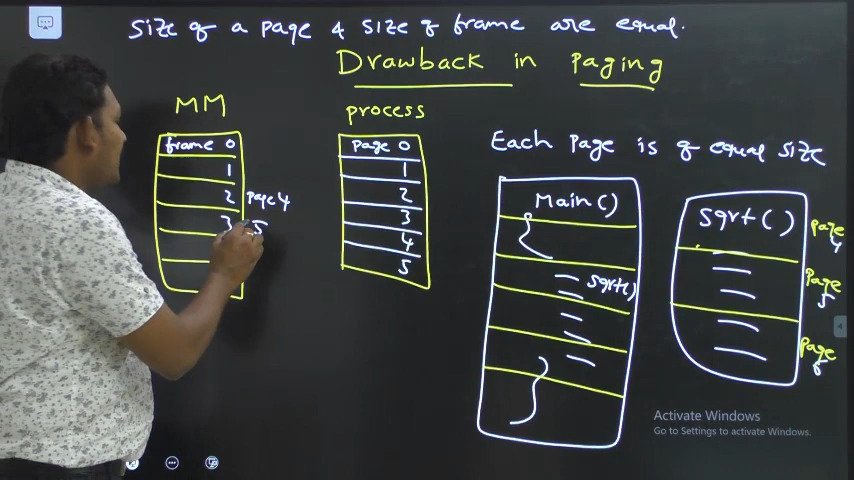 Size of a page & size of frame are equal.
Drawback in Paging
MM
process
frame 0
1
2
3
page 4
5
page 0
1
2
3
4
5
Each page is of equal size
Main()
sqrt()
sqrt()
page
4
page
5
page
6
Activate Windows
Go to Settings to activate Windows.